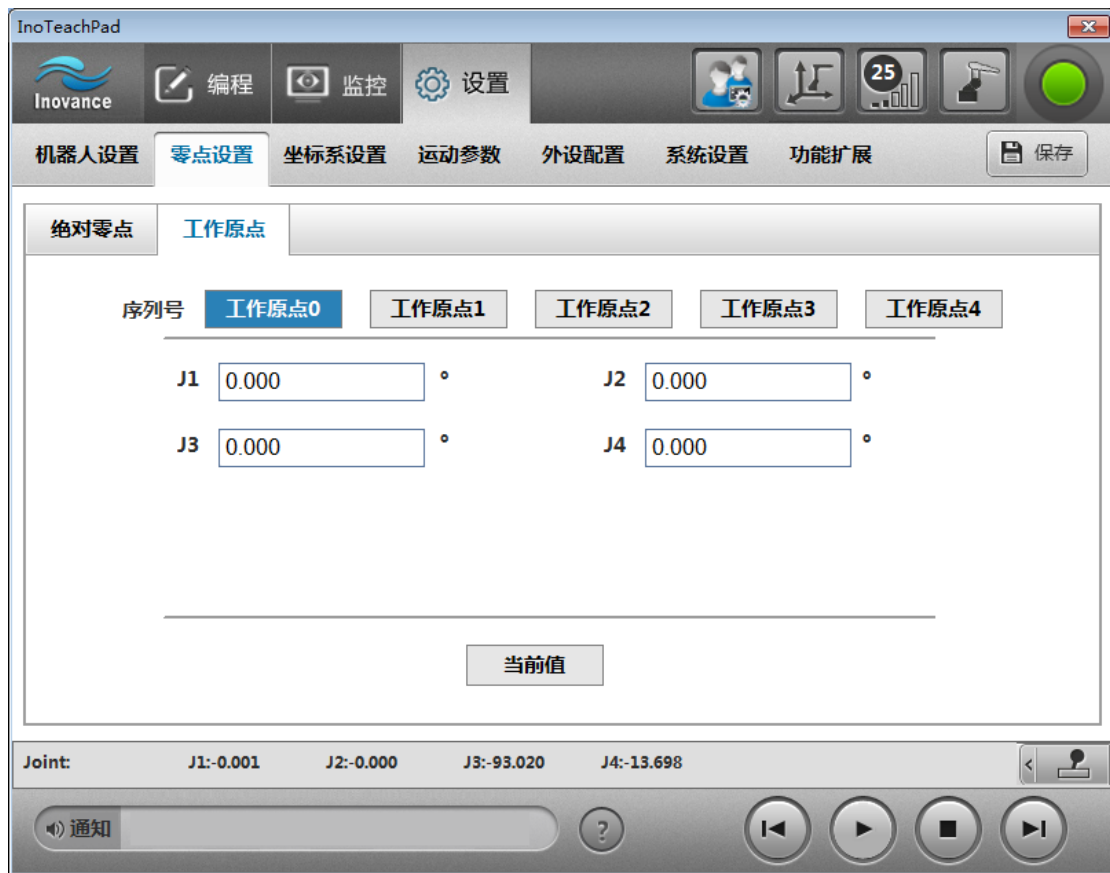 InoTeachPad
Inovance 编程 监控 设置 25
机器人设置 零点设置 坐标系设置 运动参数 外设配置 系统设置 功能扩展 保存
绝对零点 工作原点
序列号 工作原点0 工作原点1 工作原点2 工作原点3 工作原点4
J1 0.000 ° J2 0.000 °
J3 0.000 ° J4 0.000 °
当前值
Joint: J1:-0.001 J2:-0.000 J3:-93.020 J4:-13.698 <
通知 ?